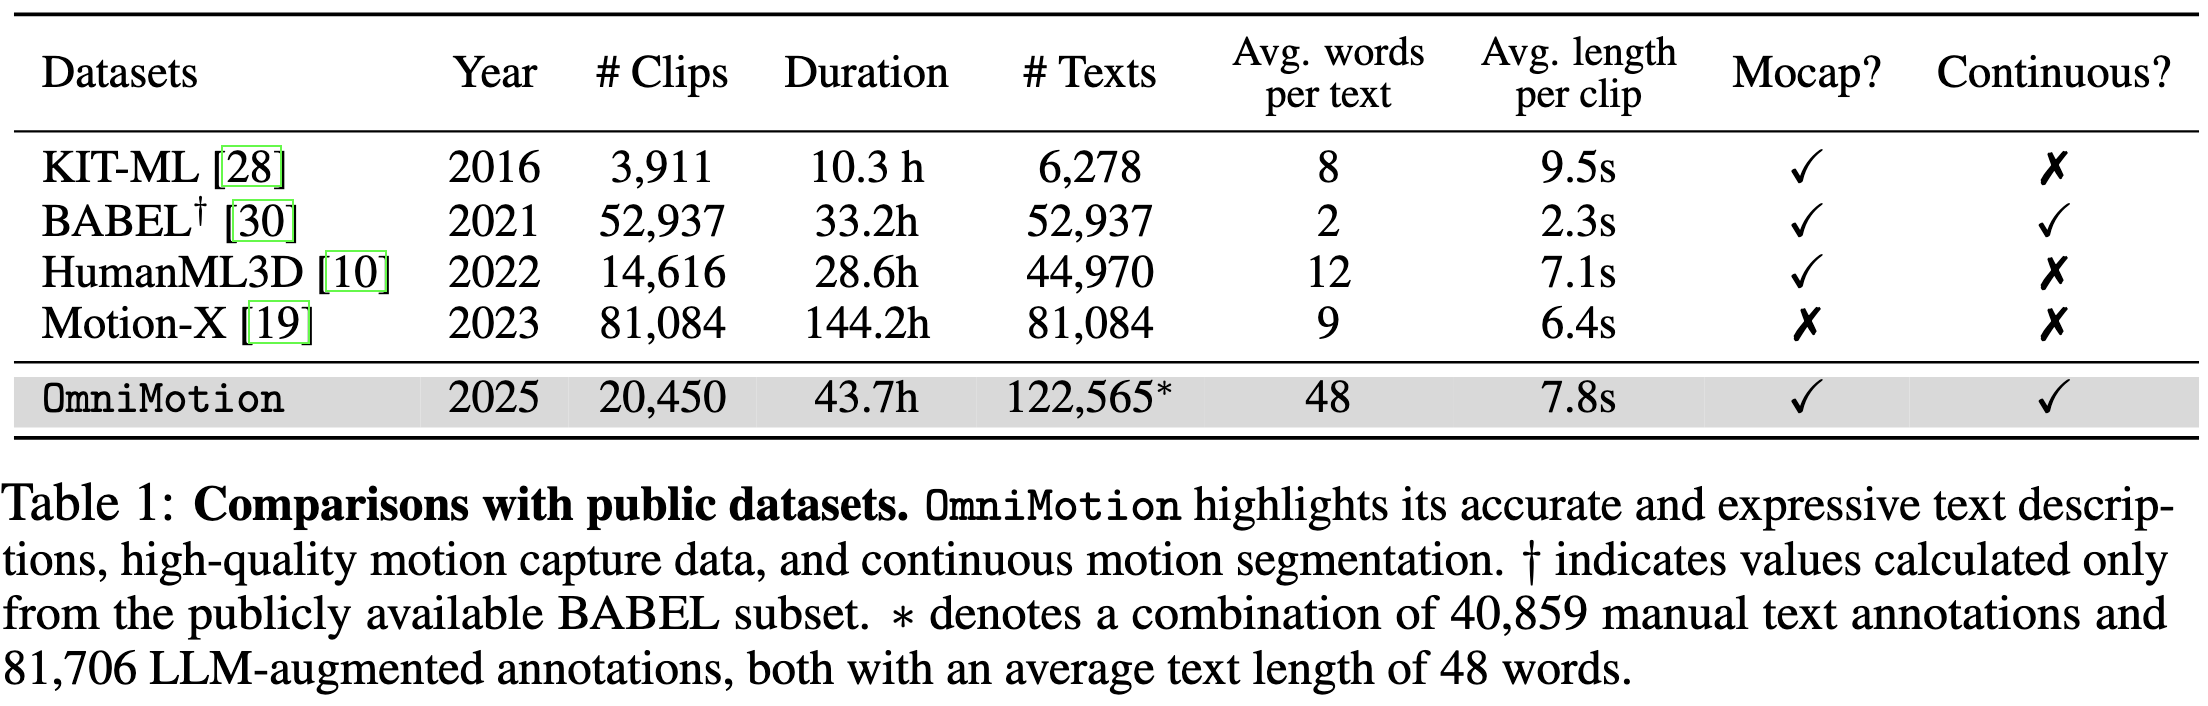 Datasets Year # Clips Duration # Texts Avg. words per text Avg. length per clip Mocap? Continuous?
KIT-ML [28] 2016 3,911 10.3 h 6,278 8 9.5s ✓ ✗
BABEL† [30] 2021 52,937 33.2h 52,937 2 2.3s ✓ ✓
HumanML3D [10] 2022 14,616 28.6h 44,970 12 7.1s ✓ ✗
Motion-X [19] 2023 81,084 144.2h 81,084 9 6.4s ✗ ✗
OmniMotion 2025 20,450 43.7h 122,565* 48 7.8s ✓ ✓
Table 1: Comparisons with public datasets. OmniMotion highlights its accurate and expressive text descrip-
tions, high-quality motion capture data, and continuous motion segmentation. † indicates values calculated only
from the publicly available BABEL subset. ∗ denotes a combination of 40,859 manual text annotations and
81,706 LLM-augmented annotations, both with an average text length of 48 words.